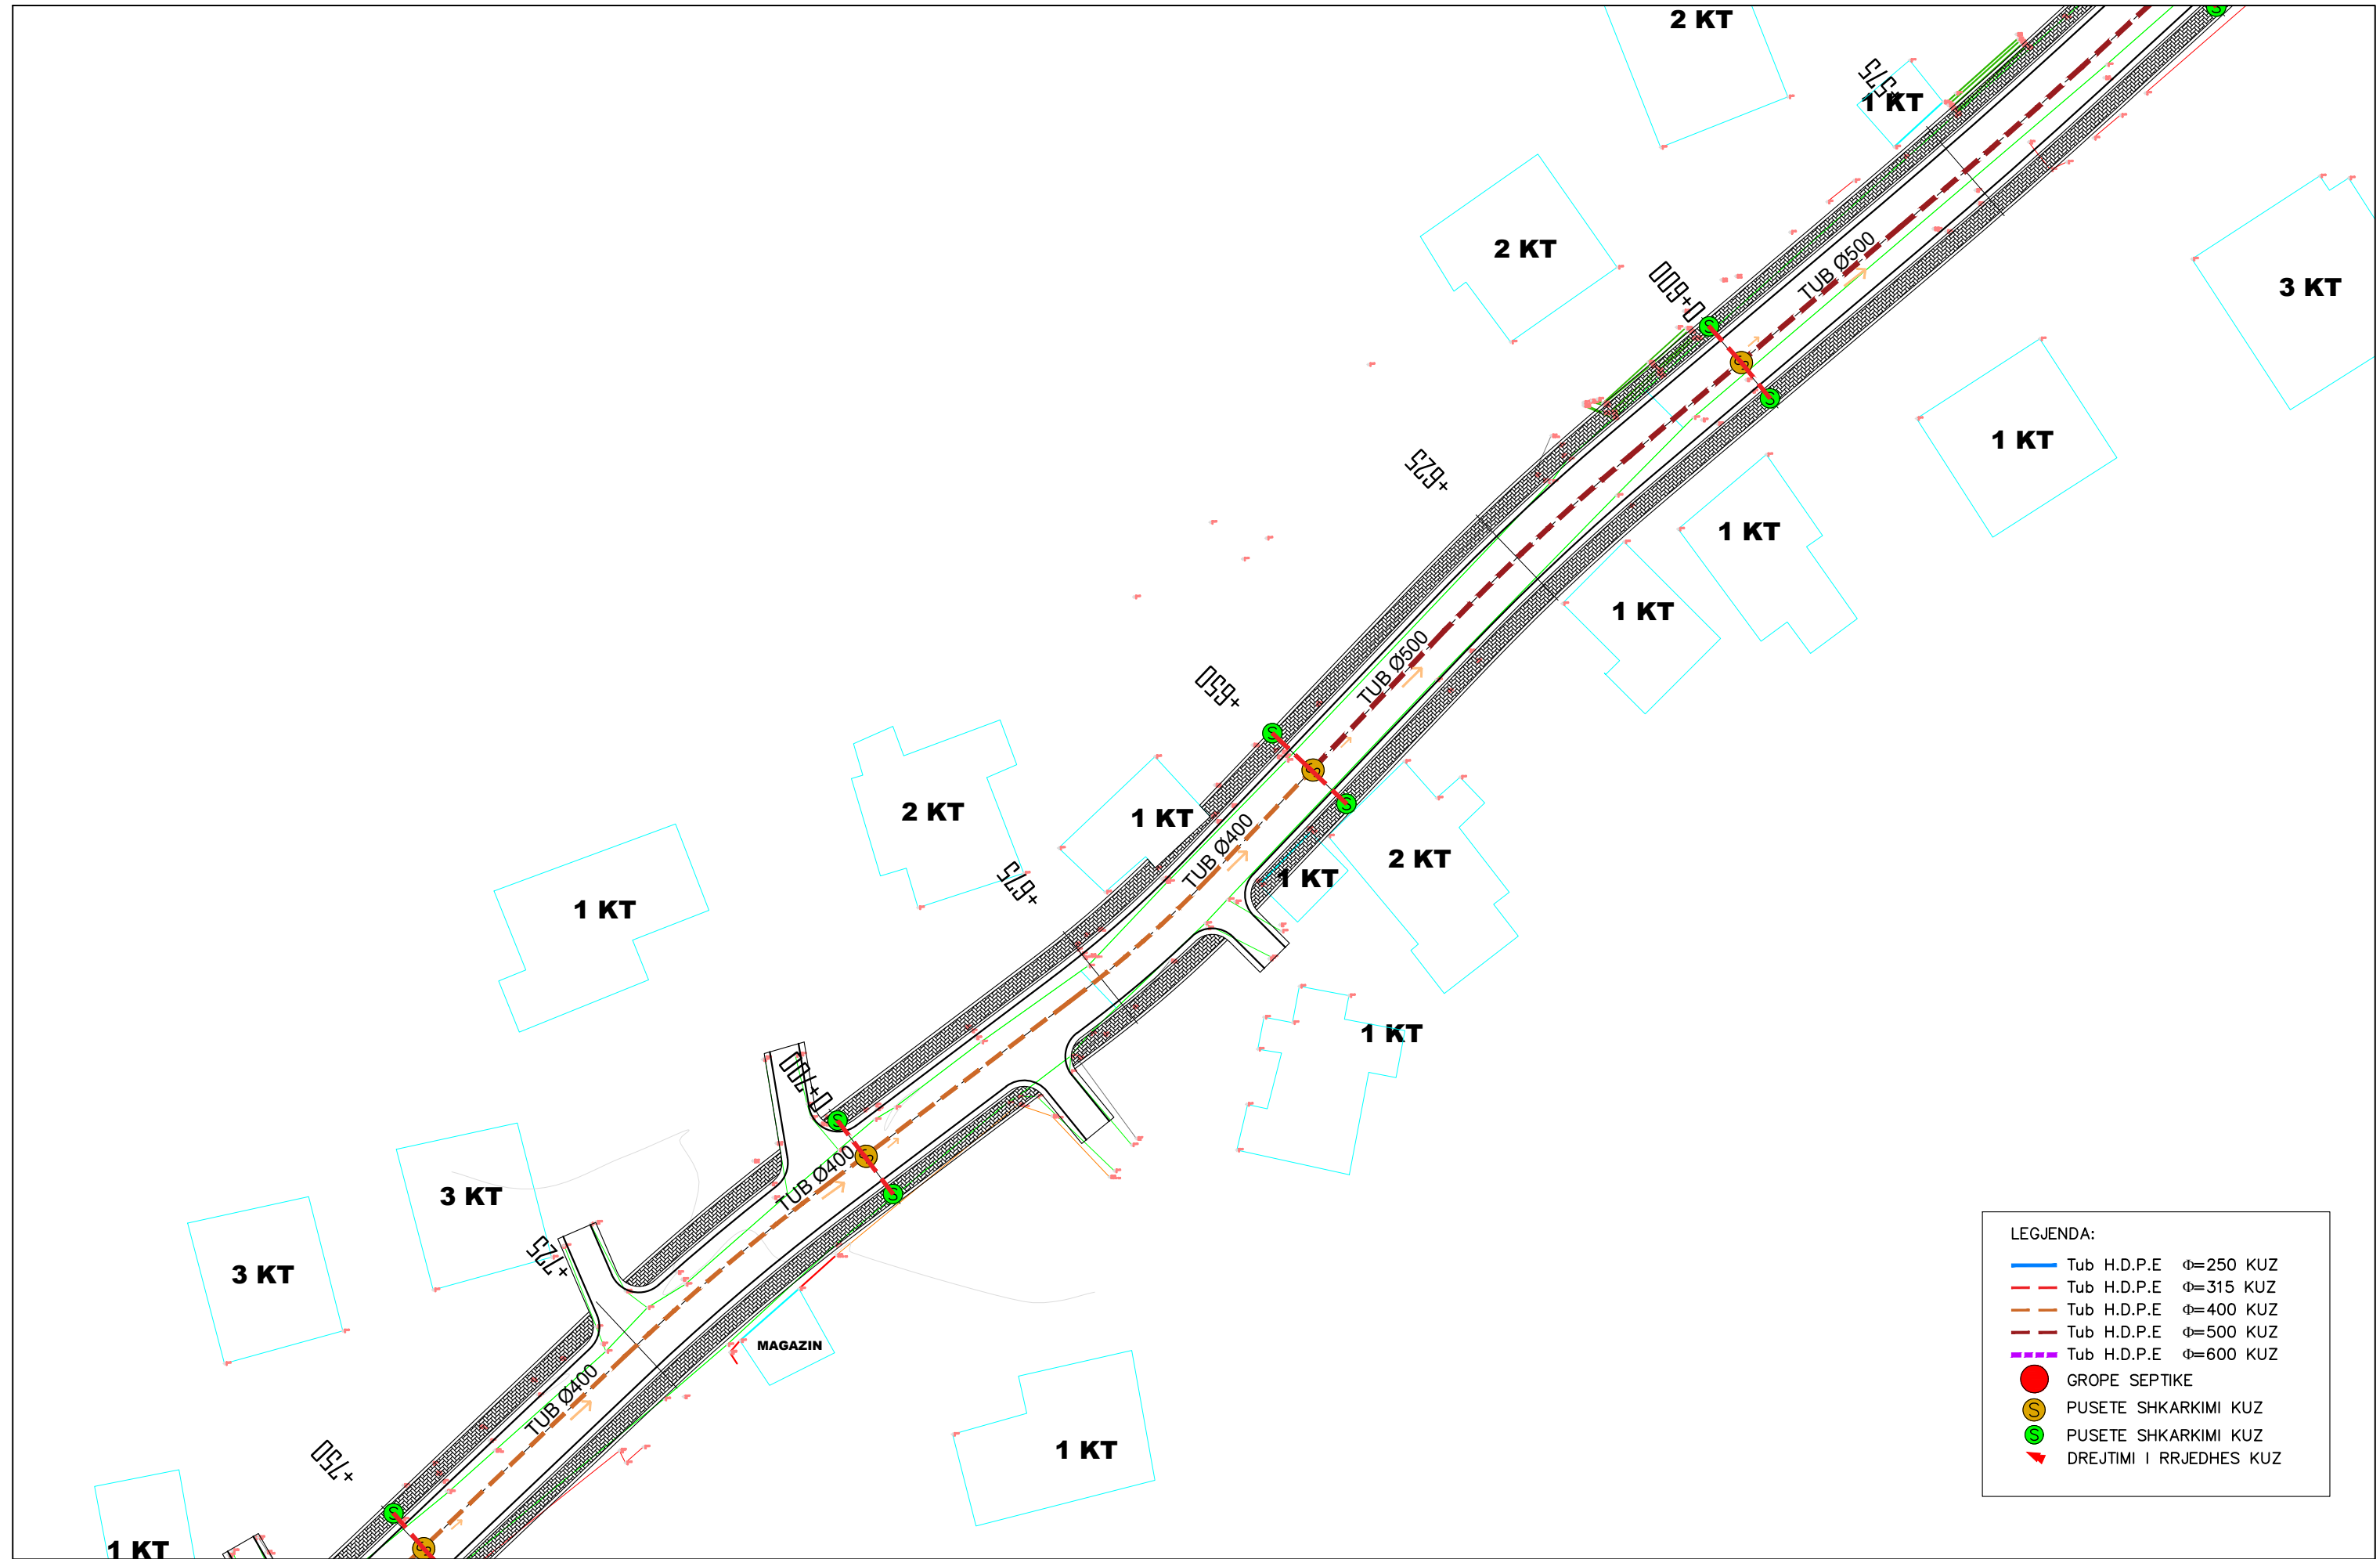 2 KT
+575
1 KT
2 KT
TUB Ø500
0+600
3 KT
1 KT
+625
1 KT
1 KT
TUB Ø500
+650
2 KT
1 KT
TUB Ø400
2 KT
1 KT
+675
1 KT
1 KT
0+700
TUB Ø400
3 KT
+725
3 KT
MAGAZIN
TUB Ø400
1 KT
+750
1 KT
LEGJENDA:
Tub H.D.P.E Φ=250 KUZ
Tub H.D.P.E Φ=315 KUZ
Tub H.D.P.E Φ=400 KUZ
Tub H.D.P.E Φ=500 KUZ
Tub H.D.P.E Φ=600 KUZ
GROPE SEPTIKE
S PUSETE SHKARKIMI KUZ
S PUSETE SHKARKIMI KUZ
DREJTIMI I RRJEDHES KUZ